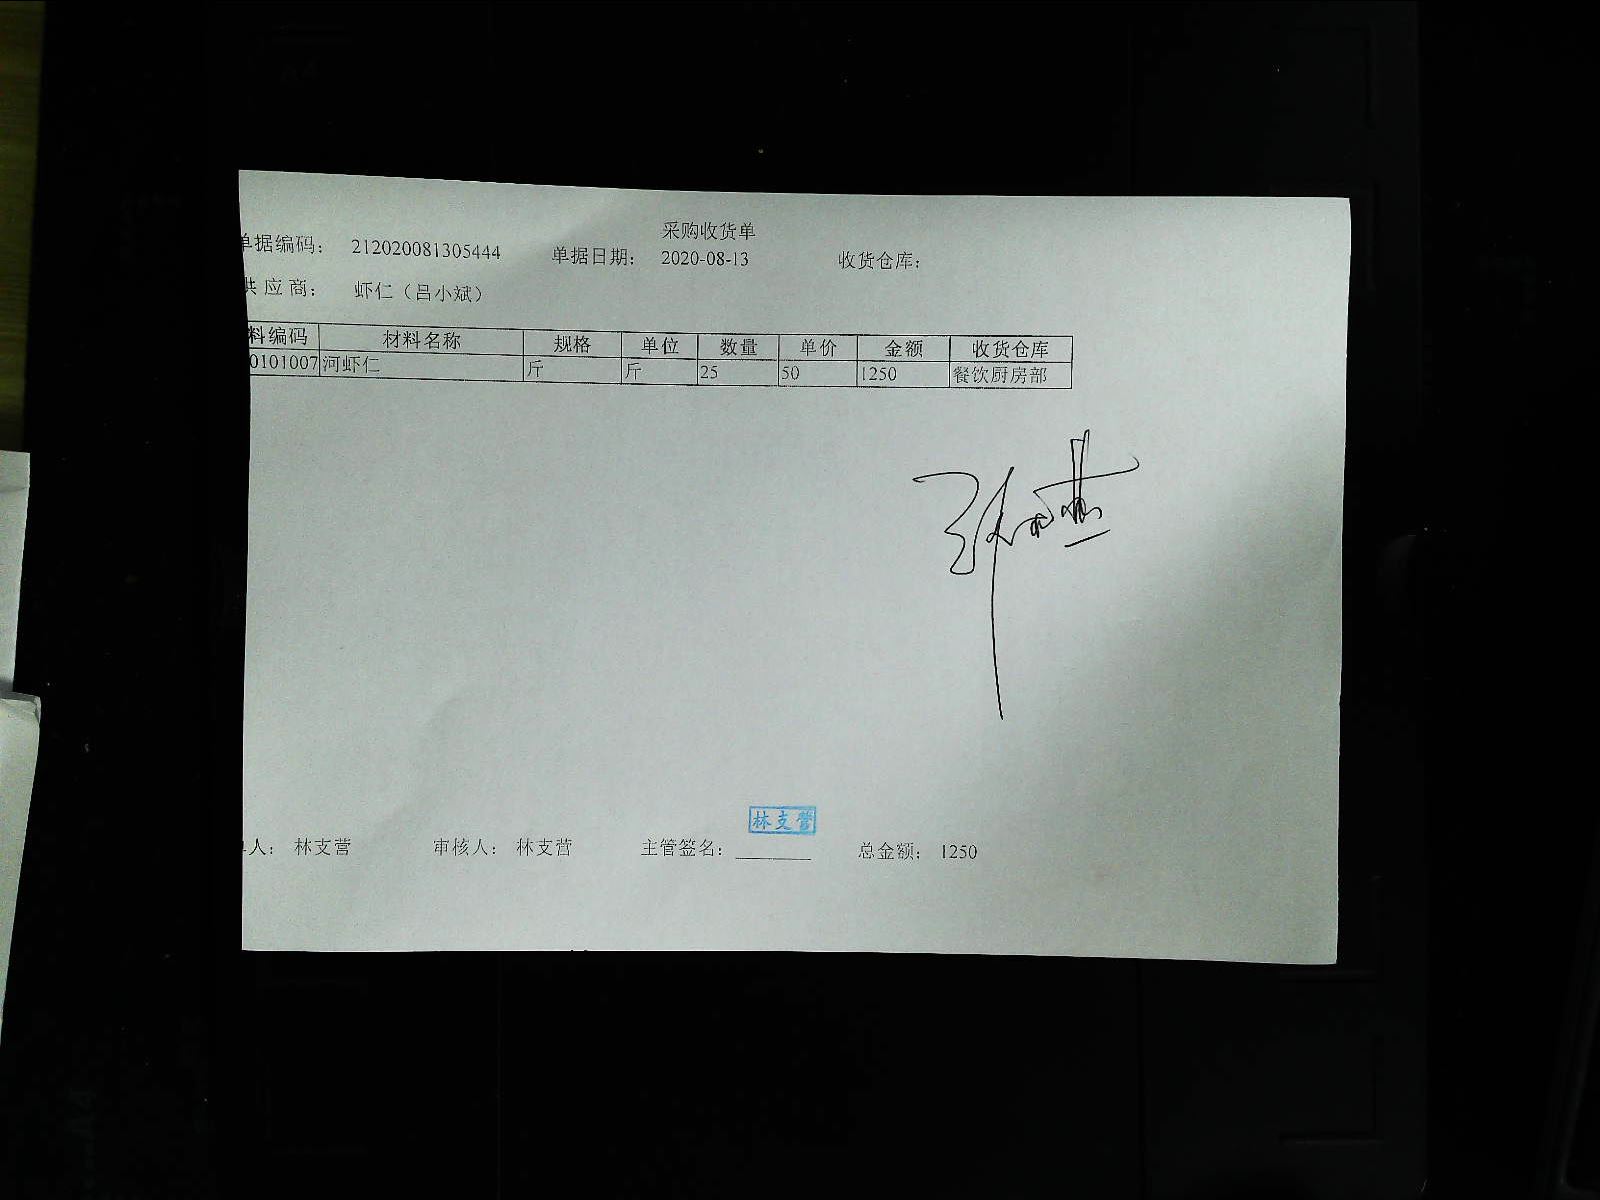 采购收货单
单据编码： 212020081305444 单据日期： 2020-08-13 收货仓库：
供应商： 虾仁（吕小斌）
料编码 材料名称 规格 单位 数量 单价 金额 收货仓库
0101007 河虾仁 斤 斤 25 50 1250 餐饮厨房部
林支营
人： 林支营 审核人： 林支营 主管签名： 总金额： 1250